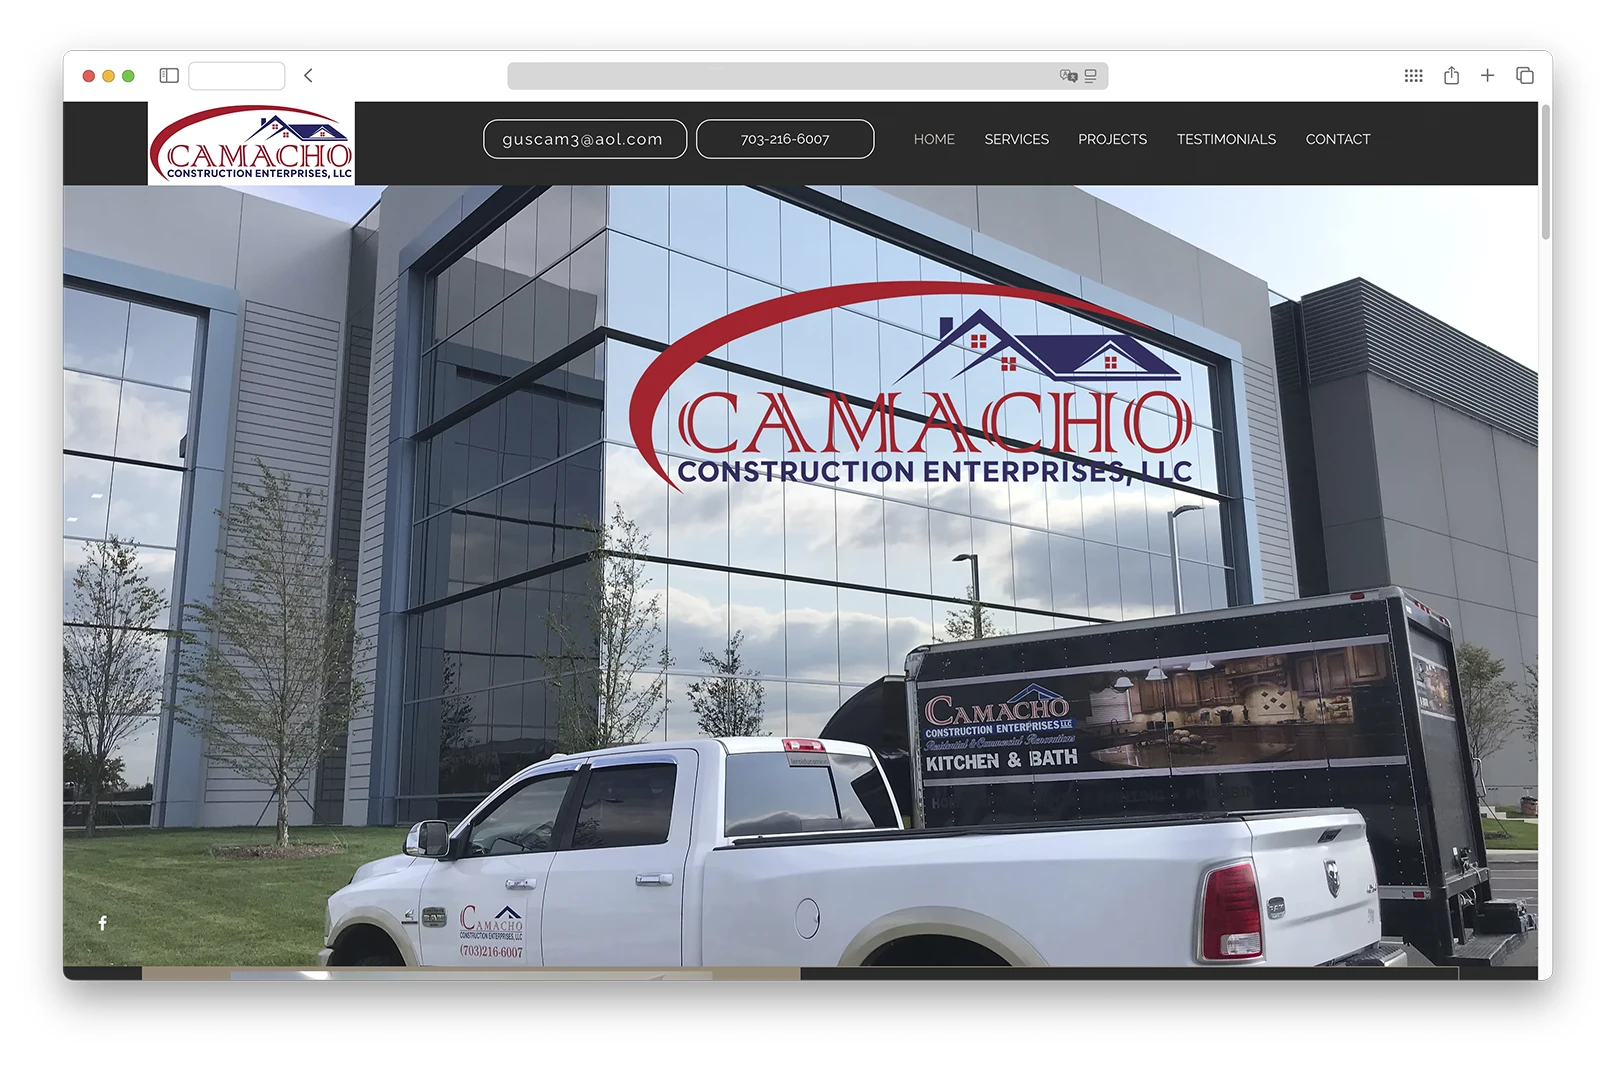 CAMACHO
CONSTRUCTION ENTERPRISES, LLC
guscam3@aol.com
703-216-6007
HOME
SERVICES
PROJECTS
TESTIMONIALS
CONTACT
CAMACHO
CONSTRUCTION ENTERPRISES, LLC
CAMACHO
CONSTRUCTION ENTERPRISES LLC
Residential & Commercial Renovations
KITCHEN & BATH
CAMACHO
CONSTRUCTION ENTERPRISES, LLC
(703)216-6007